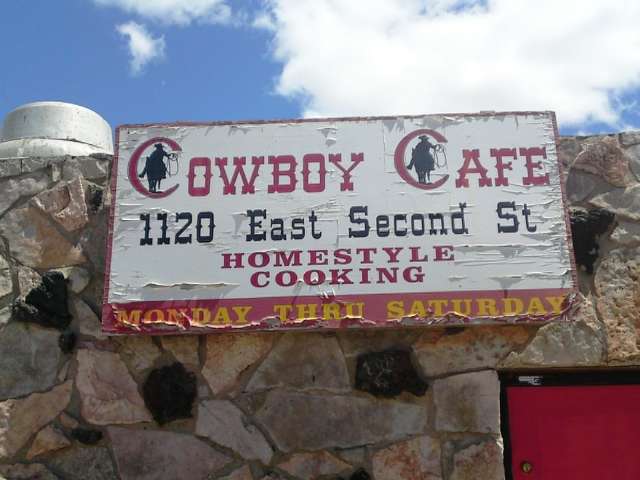 COWBOY CAFE
1120 East Second St
HOMESTYLE
COOKING
MONDAY THRU SATURDAY